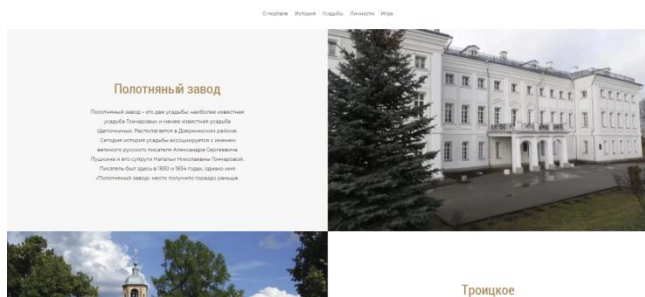 О портале История Усадьбы Личности Игра
Полотняный завод
Полотняный завод – это две усадьбы: наиболее известная
усадьба Гончаровых и менее известная усадьба
Щепочкиных. Располагается в Дзержинском районе.
Сегодня история усадьбы ассоциируется с именем
великого русского писателя Александра Сергеевича
Пушкина и его супруги Натальи Николаевны Гончаровой.
Писатель был здесь в 1830 и 1834 годах, однако имя
«Полотняный завод» место получило гораздо раньше.
Троицкое